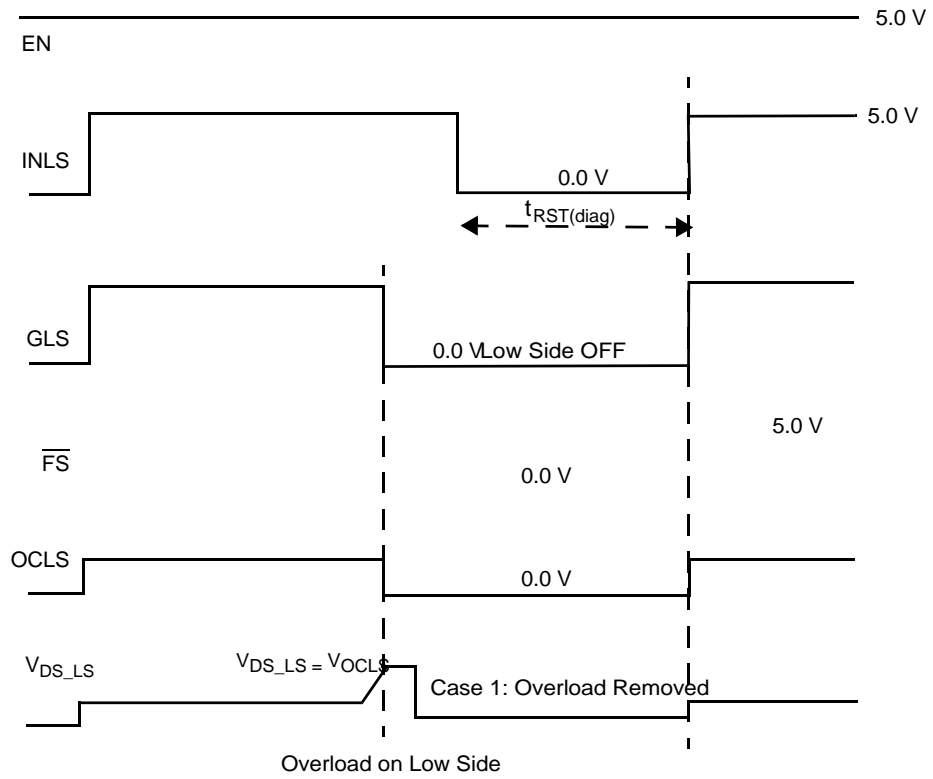 5.0 V
EN
5.0 V
INLS
0.0 V
tRST(diag)
GLS
0.0 V Low Side OFF
5.0 V
FS
0.0 V
OCLS
0.0 V
VDS_LS
VDS_LS = VOCLS
Case 1: Overload Removed
Overload on Low Side